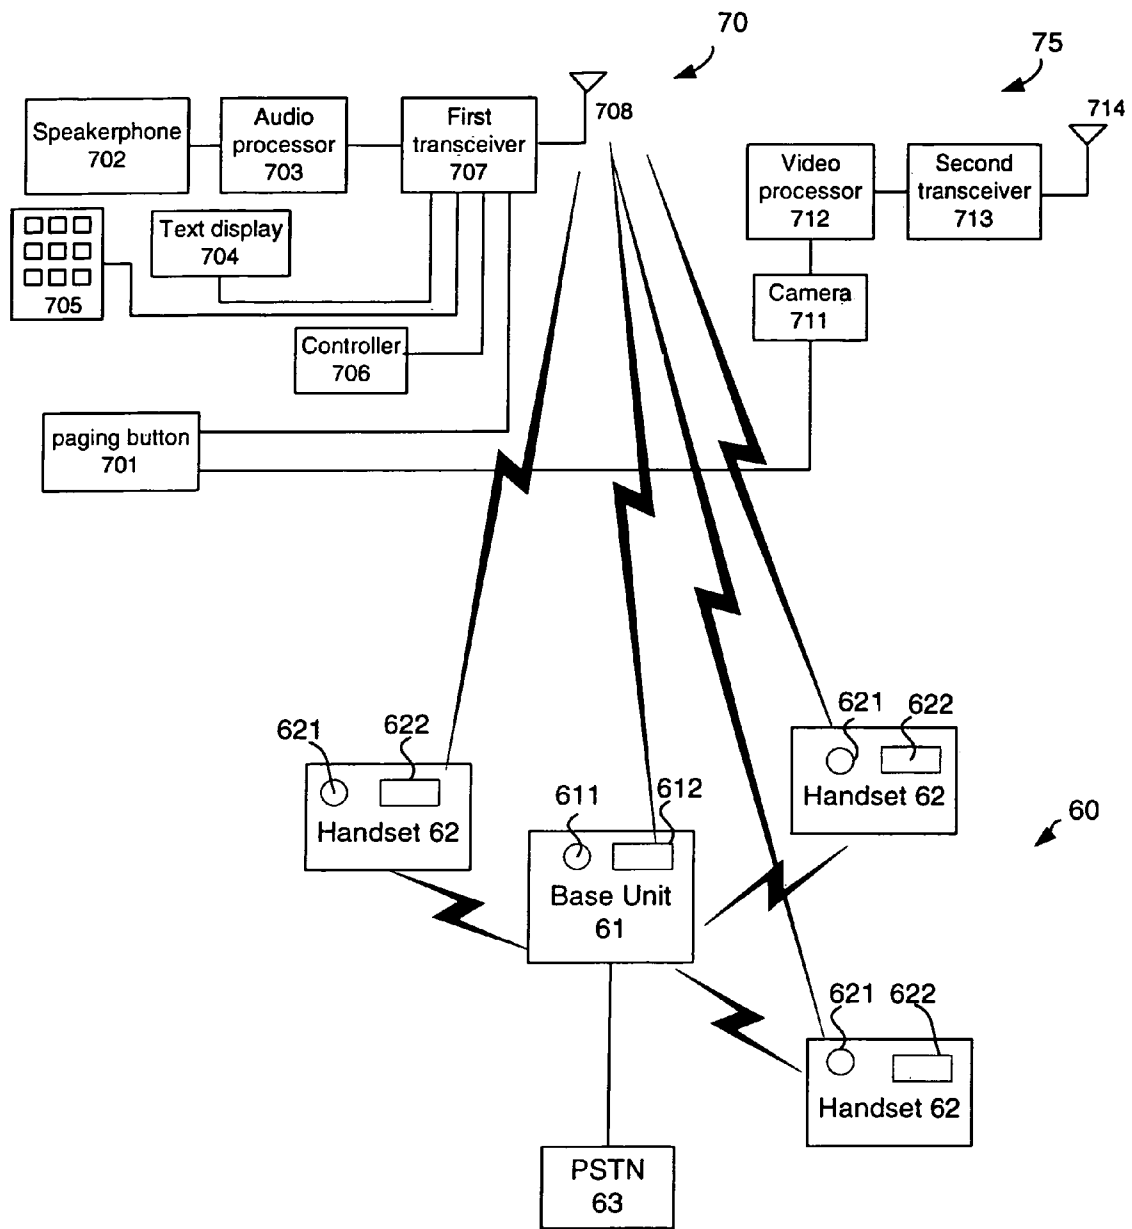 70
75
708
714
Speakerphone
702
Audio
processor
703
First
transceiver
707
Video
processor
712
Second
transceiver
713
705
Text display
704
Camera
711
Controller
706
paging button
701
621
622
Handset 62
621
622
Handset 62
611
612
Base Unit
61
60
621
622
Handset 62
PSTN
63